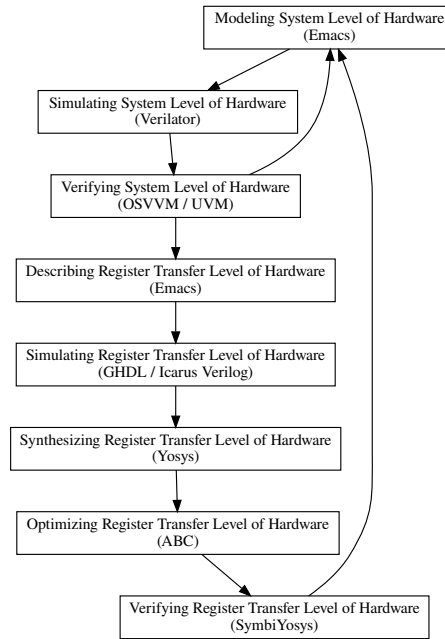 Modeling System Level of Hardware
(Emacs)
Simulating System Level of Hardware
(Verilator)
Verifying System Level of Hardware
(OSVVM / UVM)
Describing Register Transfer Level of Hardware
(Emacs)
Simulating Register Transfer Level of Hardware
(GHDL / Icarus Verilog)
Synthesizing Register Transfer Level of Hardware
(Yosys)
Optimizing Register Transfer Level of Hardware
(ABC)
Verifying Register Transfer Level of Hardware
(SymbiYosys)